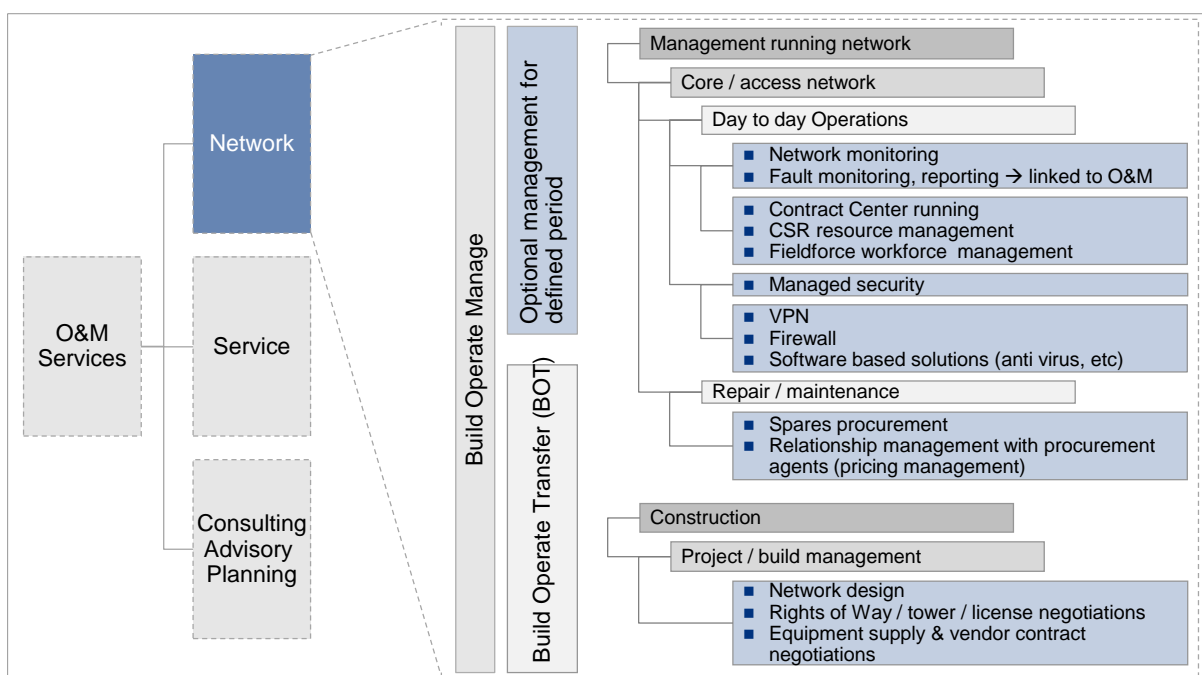 O&M
Services
Network
Service
Consulting
Advisory
Planning
Build Operate Manage
Optional management for
defined period
Build Operate Transfer (BOT)
Management running network
Core / access network
Day to day Operations
Network monitoring
Fault monitoring, reporting → linked to O&M
Contract Center running
CSR resource management
Fieldforce workforce management
Managed security
VPN
Firewall
Software based solutions (anti virus, etc)
Repair / maintenance
Spares procurement
Relationship management with procurement
agents (pricing management)
Construction
Project / build management
Network design
Rights of Way / tower / license negotiations
Equipment supply & vendor contract
negotiations